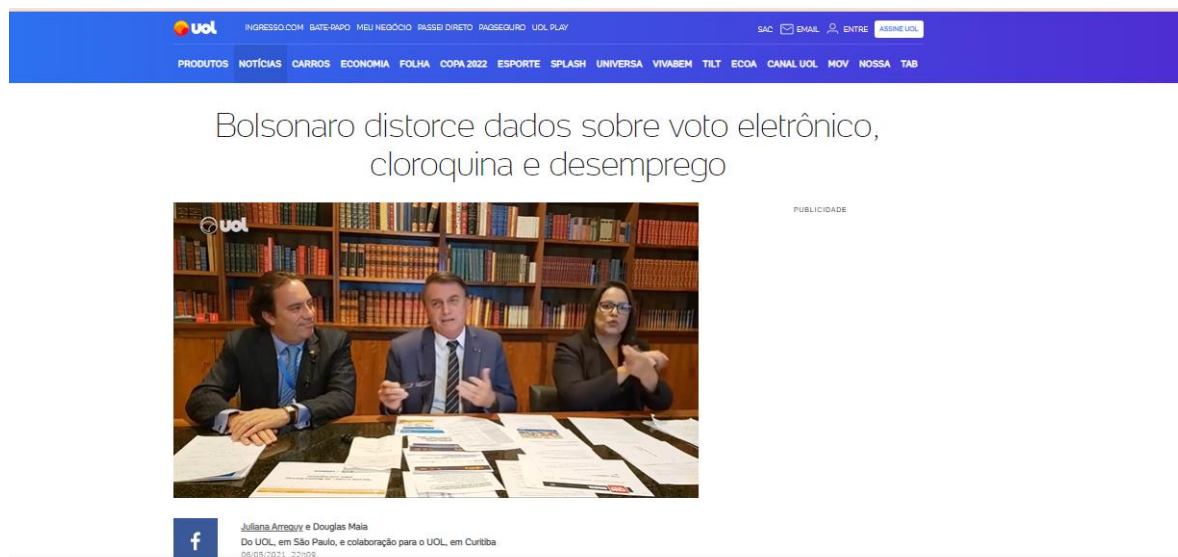 uol INGRESSO.COM BATE-PAPO MEU NEGÓCIO PASSEI DIRETO PAGSEGURO UOL PLAY SAC EMAIL ENTRE ASSINE UOL
PRODUTOS NOTÍCIAS CARROS ECONOMIA FOLHA COPA 2022 ESPORTE SPLASH UNIVERSA VIVABEM TILT ECOA CANAL UOL MOV NOSSA TAB
Bolsonaro distorce dados sobre voto eletrônico,
cloroquina e desemprego
PUBLICIDADE
uol
f
Juliana Arreguy e Douglas Maia
Do UOL, em São Paulo, e colaboração para o UOL, em Curitiba
06/05/2021 22h09